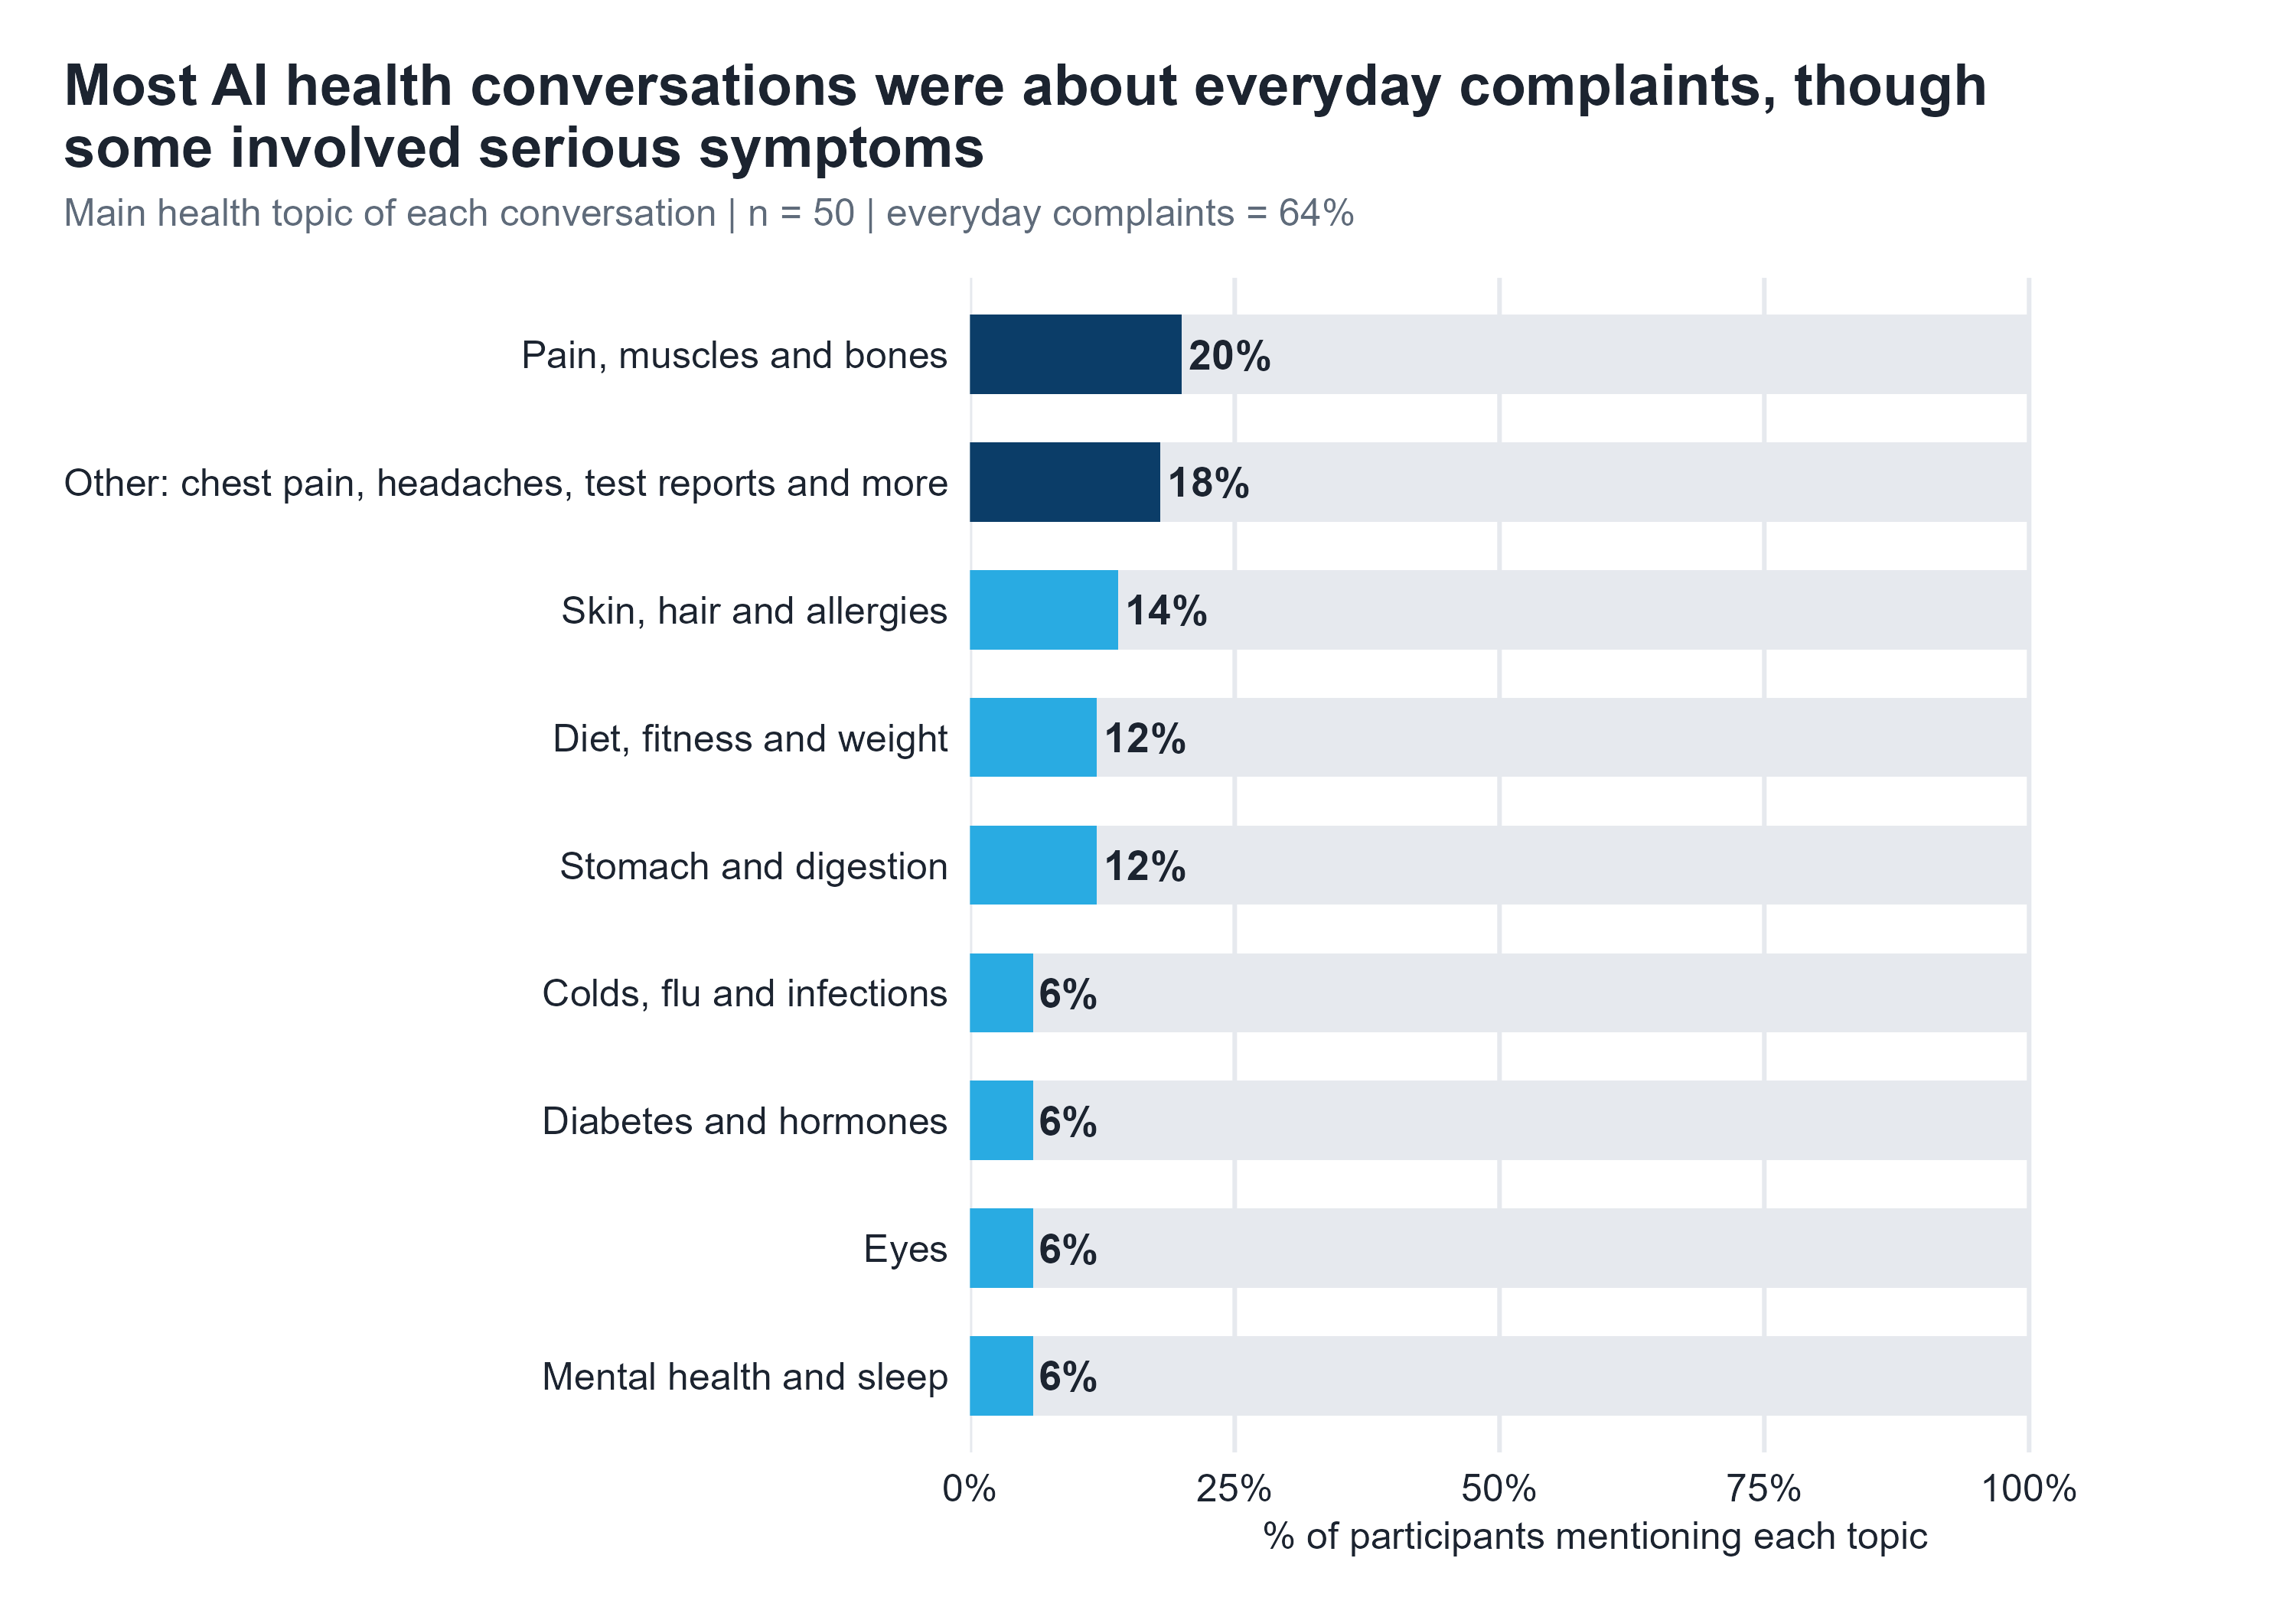 Most AI health conversations were about everyday complaints, though
some involved serious symptoms
Main health topic of each conversation | n = 50 | everyday complaints = 64%
Pain, muscles and bones
20%
Other: chest pain, headaches, test reports and more
18%
Skin, hair and allergies
14%
Diet, fitness and weight
12%
Stomach and digestion
12%
Colds, flu and infections
6%
Diabetes and hormones
6%
Eyes
6%
Mental health and sleep
6%
0% 25% 50% 75% 100%
% of participants mentioning each topic